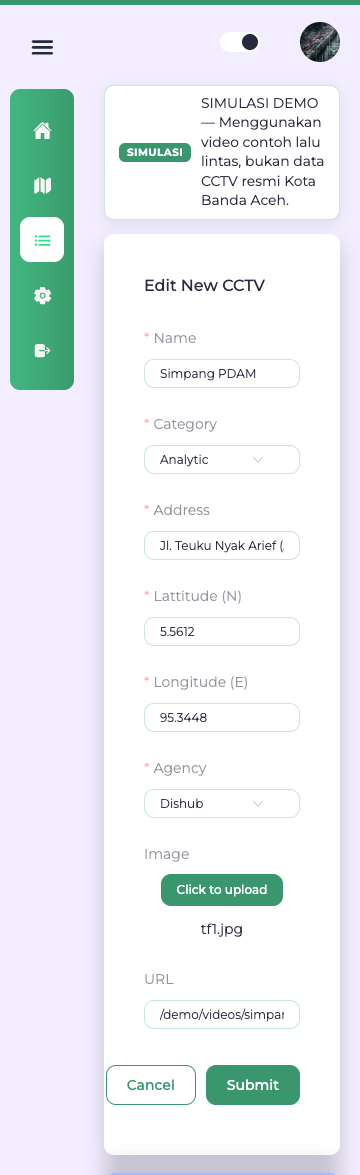 SIMULASI
SIMULASI DEMO
— Menggunakan
video contoh lalu
lintas, bukan data
CCTV resmi Kota
Banda Aceh.
Edit New CCTV
* Name
Simpang PDAM
* Category
Analytic
* Address
Jl. Teuku Nyak Arief (
* Lattitude (N)
5.5612
* Longitude (E)
95.3448
* Agency
Dishub
Image
Click to upload
tf1.jpg
URL
/demo/videos/simpan
Cancel
Submit